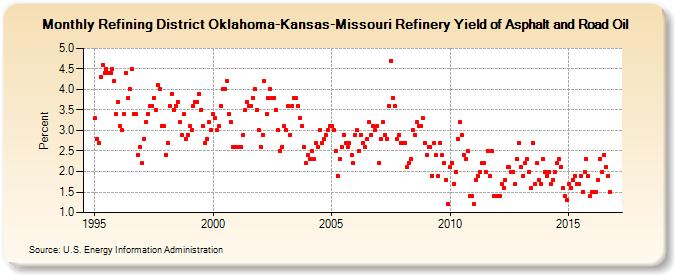 Monthly Refining District Oklahoma-Kansas-Missouri Refinery Yield of Asphalt and Road Oil
Percent
5.0
4.5
4.0
3.5
3.0
2.5
2.0
1.5
1.0
1995 2000 2005 2010 2015
Source: U.S. Energy Information Administration